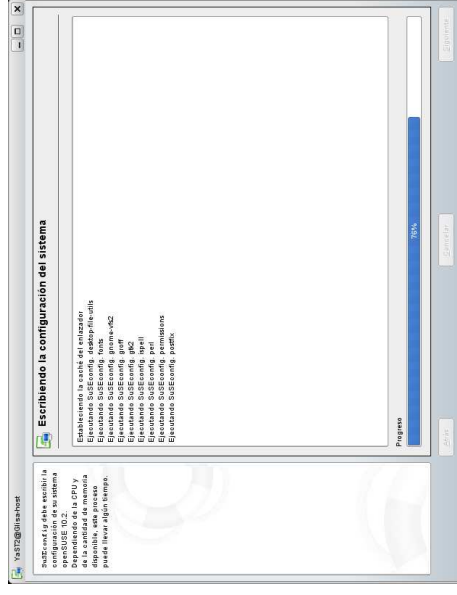 YaST2@Glisa-host
SuSEconfig debe escribir la
configuración de su sistema
openSUSE 10.2.
Dependiendo de la CPU y
de la cantidad de memoria
disponible, este proceso
puede llevar algún tiempo.
Escribiendo la configuración del sistema
Estableciendo la caché del enlazador
Ejecutando SuSEconfig. desktop-file-utils
Ejecutando SuSEconfig. fonts
Ejecutando SuSEconfig. gnome-vfs2
Ejecutando SuSEconfig. groff
Ejecutando SuSEconfig. gtk2
Ejecutando SuSEconfig. ispell
Ejecutando SuSEconfig. perl
Ejecutando SuSEconfig. permissions
Ejecutando SuSEconfig. postfix
Progreso
76%
Cancelar
Siguiente